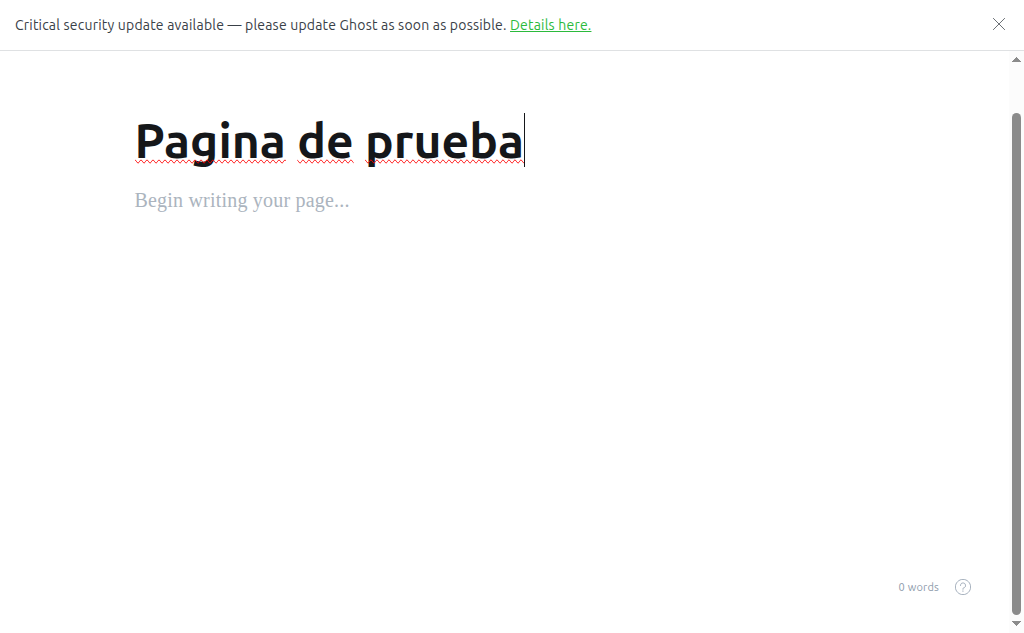 Critical security update available — please update Ghost as soon as possible. Details here.
Pagina de prueba
Begin writing your page...
0 words
?